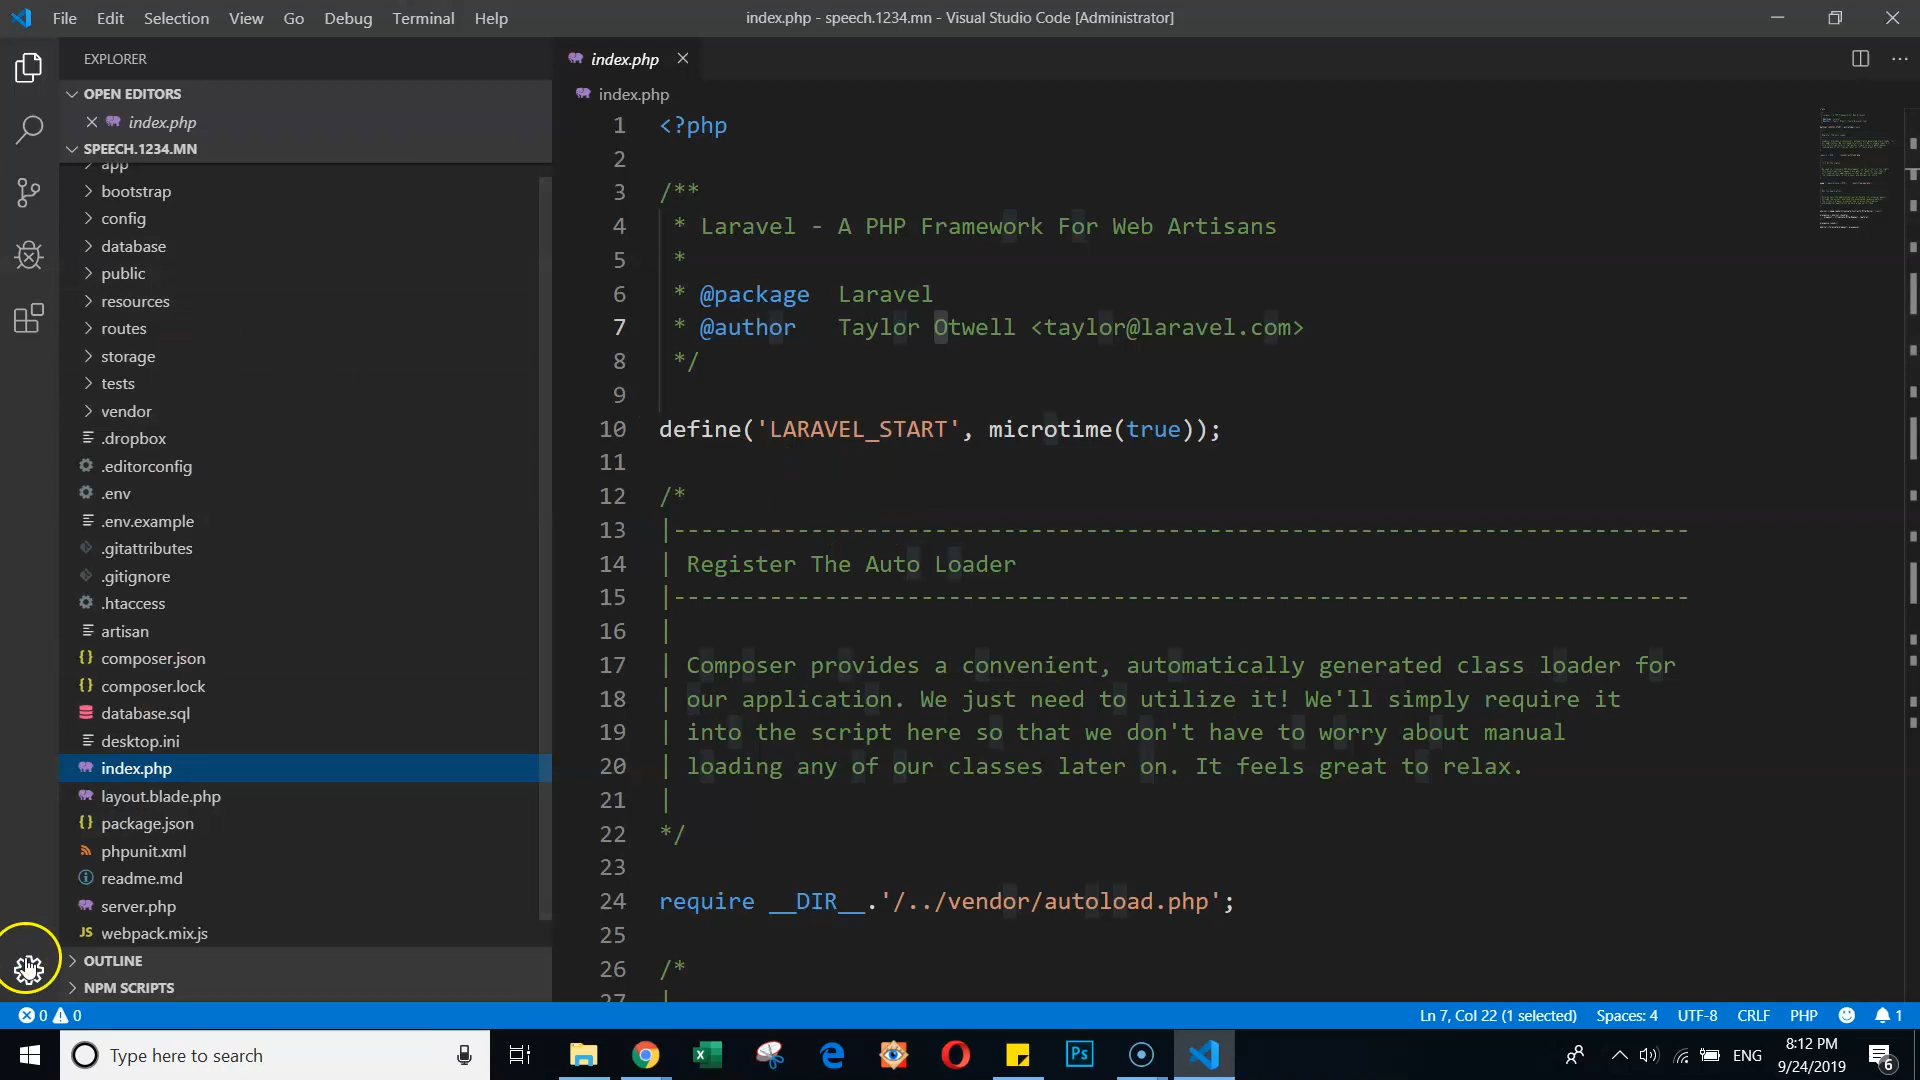 File Edit Selection View Go Debug Terminal Help
index.php - speech.1234.mn - Visual Studio Code [Administrator]
EXPLORER
OPEN EDITORS
index.php
SPEECH.1234.MN
app
bootstrap
config
database
public
resources
routes
storage
tests
vendor
.dropbox
.editorconfig
.env
.env.example
.gitattributes
.gitignore
.htaccess
artisan
composer.json
composer.lock
database.sql
desktop.ini
index.php
layout.blade.php
package.json
phpunit.xml
readme.md
server.php
JS webpack.mix.js
OUTLINE
NPM SCRIPTS
index.php
index.php
1 <?php
2
3 /**
4  * Laravel - A PHP Framework For Web Artisans
5  *
6  * @package  Laravel
7  * @author   Taylor Otwell <taylor@laravel.com>
8  */
9
10 define('LARAVEL_START', microtime(true));
11
12 /*
13 |--------------------------------------------------------------------------
14 | Register The Auto Loader
15 |--------------------------------------------------------------------------
16 |
17 | Composer provides a convenient, automatically generated class loader for
18 | our application. We just need to utilize it! We'll simply require it
19 | into the script here so that we don't have to worry about manual
20 | loading any of our classes later on. It feels great to relax.
21 |
22 */
23
24 require __DIR__.'/../vendor/autoload.php';
25
26 /*
27 |
0 0
Ln 7, Col 22 (1 selected) Spaces: 4 UTF-8 CRLF PHP 1
Type here to search
Ps
ENG
8:12 PM
9/24/2019
6